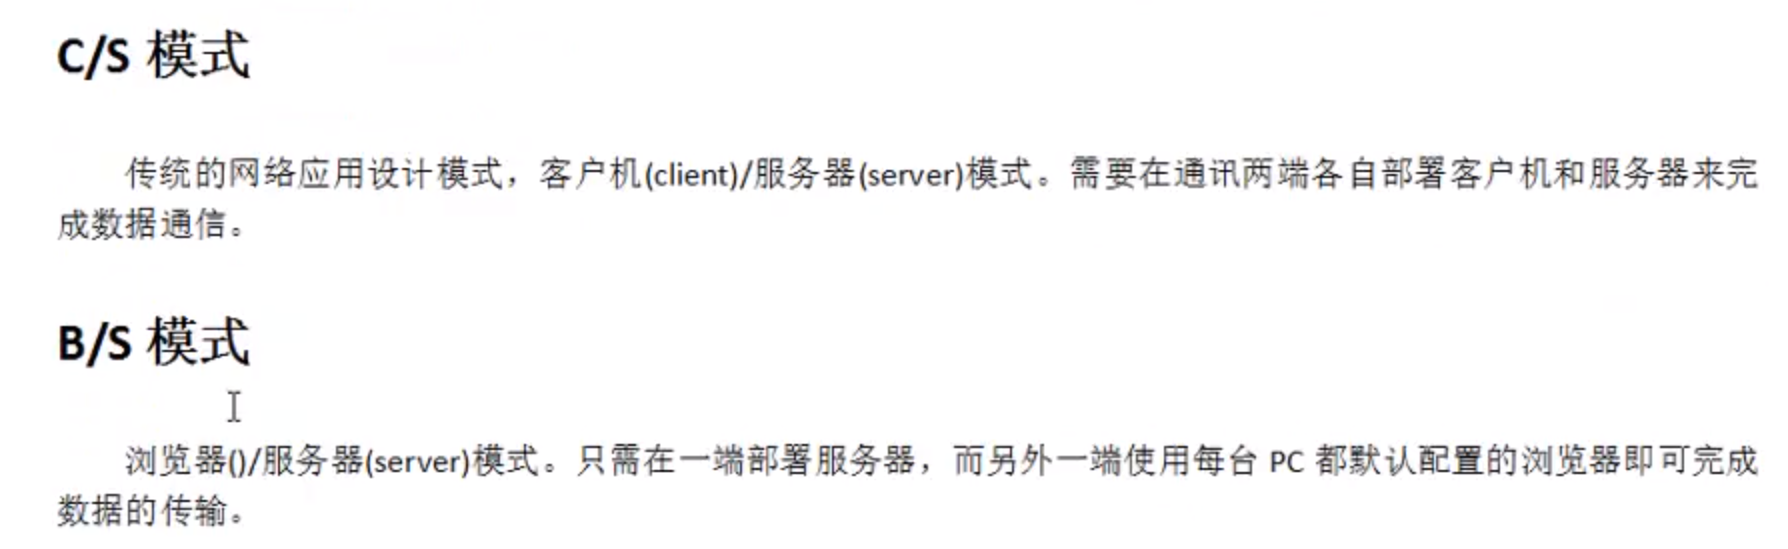 C/S 模式
传统的网络应用设计模式，客户机(client)/服务器(server)模式。需要在通讯两端各自部署客户机和服务器来完
成数据通信。
B/S 模式
浏览器()/服务器(server)模式。只需在一端部署服务器，而另外一端使用每台 PC 都默认配置的浏览器即可完成
数据的传输。